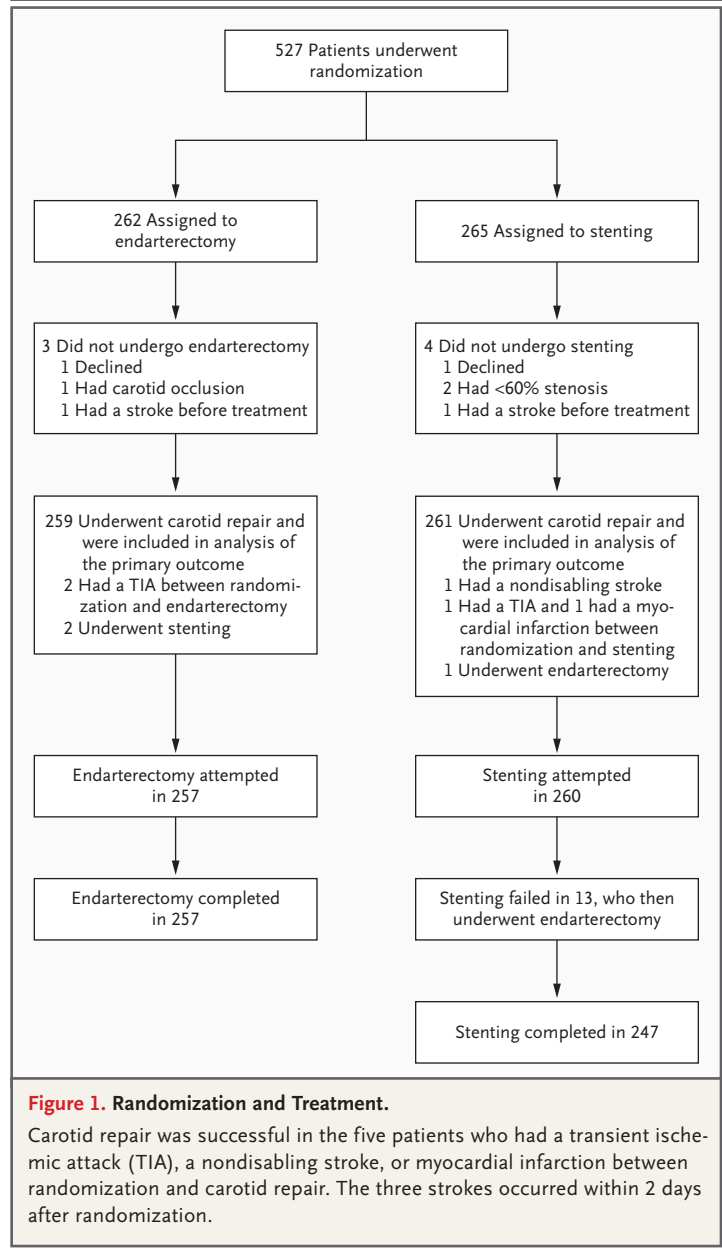 527 Patients underwent
randomization
262 Assigned to
endarterectomy
265 Assigned to stenting
3 Did not undergo endarterectomy
1 Declined
1 Had carotid occlusion
1 Had a stroke before treatment
4 Did not undergo stenting
1 Declined
2 Had <60% stenosis
1 Had a stroke before treatment
259 Underwent carotid repair and
were included in analysis of
the primary outcome
2 Had a TIA between randomi-
zation and endarterectomy
2 Underwent stenting
261 Underwent carotid repair and
were included in analysis of
the primary outcome
1 Had a nondisabling stroke
1 Had a TIA and 1 had a myo-
cardial infarction between
randomization and stenting
1 Underwent endarterectomy
Endarterectomy attempted
in 257
Stenting attempted
in 260
Endarterectomy completed
in 257
Stenting failed in 13, who then
underwent endarterectomy
Stenting completed in 247
Figure 1. Randomization and Treatment.
Carotid repair was successful in the five patients who had a transient ische-
mic attack (TIA), a nondisabling stroke, or myocardial infarction between
randomization and carotid repair. The three strokes occurred within 2 days
after randomization.